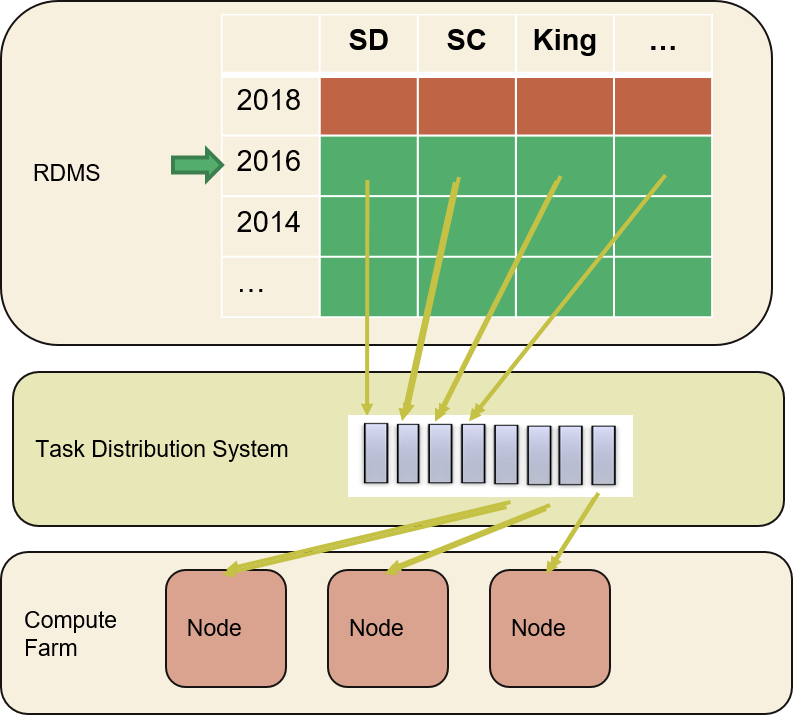 SD SC King ...
2018
2016
RDMS
2014
...
Task Distribution System
Compute
Farm
Node Node Node